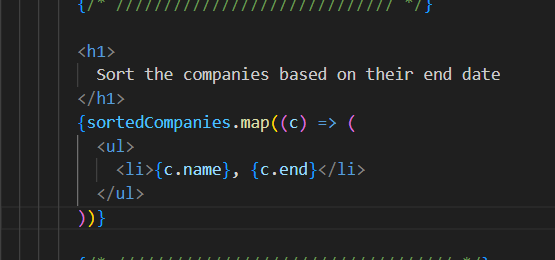 {/* ///////////////////////////// */}
<h1>
Sort the companies based on their end date
</h1>
{sortedCompanies.map((c) => (
<ul>
<li>{c.name}, {c.end}</li>
</ul>
))}